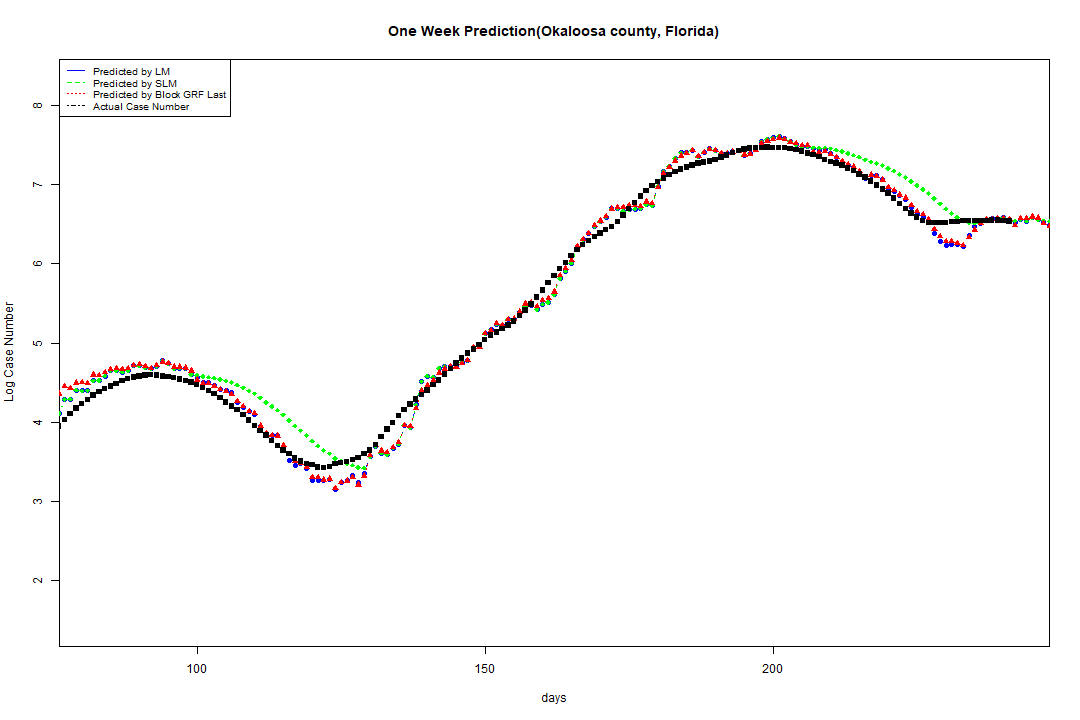 One Week Prediction(Okaloosa county, Florida)
Predicted by LM
Predicted by SLM
Predicted by Block GRF Last
Actual Case Number
8
7
6
5
4
3
2
Log Case Number
100 150 200
days